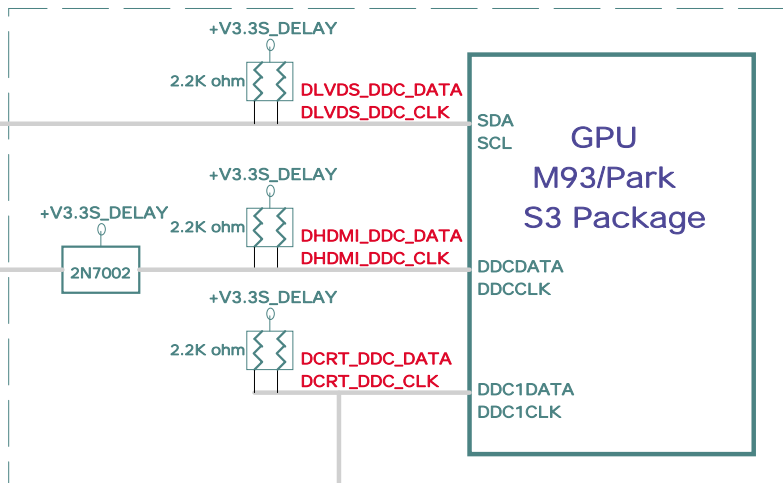 +V3.3S_DELAY
2.2K ohm
DLVDS_DDC_DATA
DLVDS_DDC_CLK
SDA
SCL
GPU
M93/Park
S3 Package
+V3.3S_DELAY
2.2K ohm
+V3.3S_DELAY
2N7002
DHDMI_DDC_DATA
DHDMI_DDC_CLK
DDCDATA
DDCCLK
+V3.3S_DELAY
2.2K ohm
DCRT_DDC_DATA
DCRT_DDC_CLK
DDC1DATA
DDC1CLK